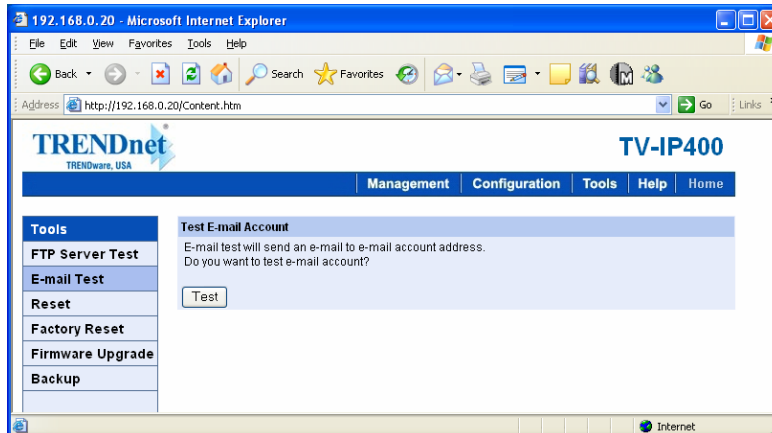 192.168.0.20 - Microsoft Internet Explorer
File Edit View Favorites Tools Help
Back Search Favorites
Address http://192.168.0.20/Content.htm Go Links
TRENDnet
TRENDware, USA
TV-IP400
Management Configuration Tools Help Home
Tools
FTP Server Test
E-mail Test
Reset
Factory Reset
Firmware Upgrade
Backup
Test E-mail Account
E-mail test will send an e-mail to e-mail account address.
Do you want to test e-mail account?
Test
Internet